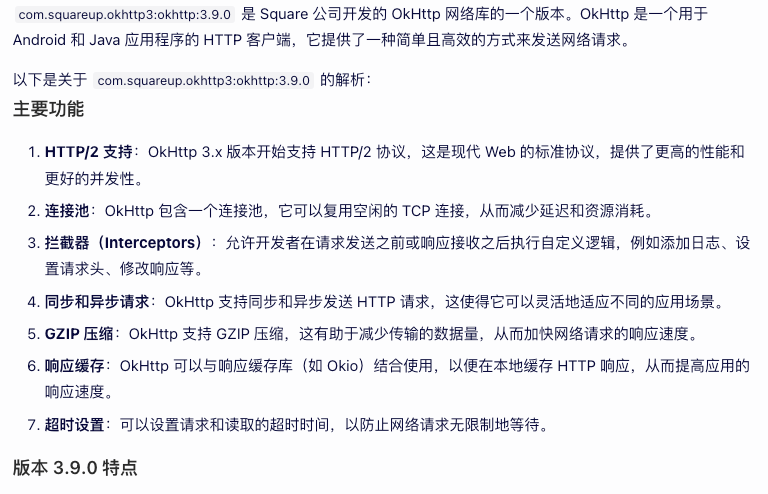 com.squareup.okhttp3:okhttp:3.9.0 是 Square 公司开发的 OkHttp 网络库的一个版本。OkHttp 是一个用于
Android 和 Java 应用程序的 HTTP 客户端，它提供了一种简单且高效的方式来发送网络请求。
以下是关于 com.squareup.okhttp3:okhttp:3.9.0 的解析：
主要功能
1. HTTP/2 支持：OkHttp 3.x 版本开始支持 HTTP/2 协议，这是现代 Web 的标准协议，提供了更高的性能和
更好的并发性。
2. 连接池：OkHttp 包含一个连接池，它可以复用空闲的 TCP 连接，从而减少延迟和资源消耗。
3. 拦截器（Interceptors）：允许开发者在请求发送之前或响应接收之后执行自定义逻辑，例如添加日志、设
置请求头、修改响应等。
4. 同步和异步请求：OkHttp 支持同步和异步发送 HTTP 请求，这使得它可以灵活地适应不同的应用场景。
5. GZIP 压缩：OkHttp 支持 GZIP 压缩，这有助于减少传输的数据量，从而加快网络请求的响应速度。
6. 响应缓存：OkHttp 可以与响应缓存库（如 Okio）结合使用，以便在本地缓存 HTTP 响应，从而提高应用的
响应速度。
7. 超时设置：可以设置请求和读取的超时时间，以防止网络请求无限制地等待。
版本 3.9.0 特点